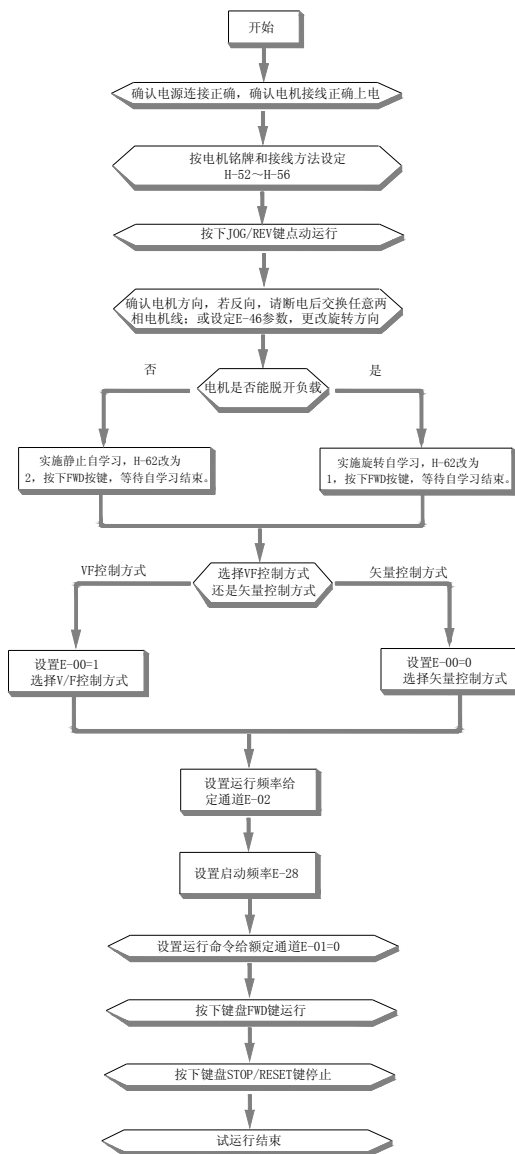 开始
确认电源连接正确，确认电机接线正确上电
按电机铭牌和接线方法设定
H-52～H-56
按下JOG/REV键点动运行
确认电机方向，若反向，请断电后交换任意两
相电机线；或设定E-46参数，更改旋转方向
否
电机是否能脱开负载
是
实施静止自学习，H-62改为
2，按下FWD按键，等待自学习结束。
实施旋转自学习，H-62改为
1，按下FWD按键，等待自学习结束。
VF控制方式
选择VF控制方式
还是矢量控制方式
矢量控制方式
设置E-00=1
选择V/F控制方式
设置E-00=0
选择矢量控制方式
设置运行频率给
定通道E-02
设置启动频率E-28
设置运行命令给额定通道E-01=0
按下键盘FWD键运行
按下键盘STOP/RESET键停止
试运行结束